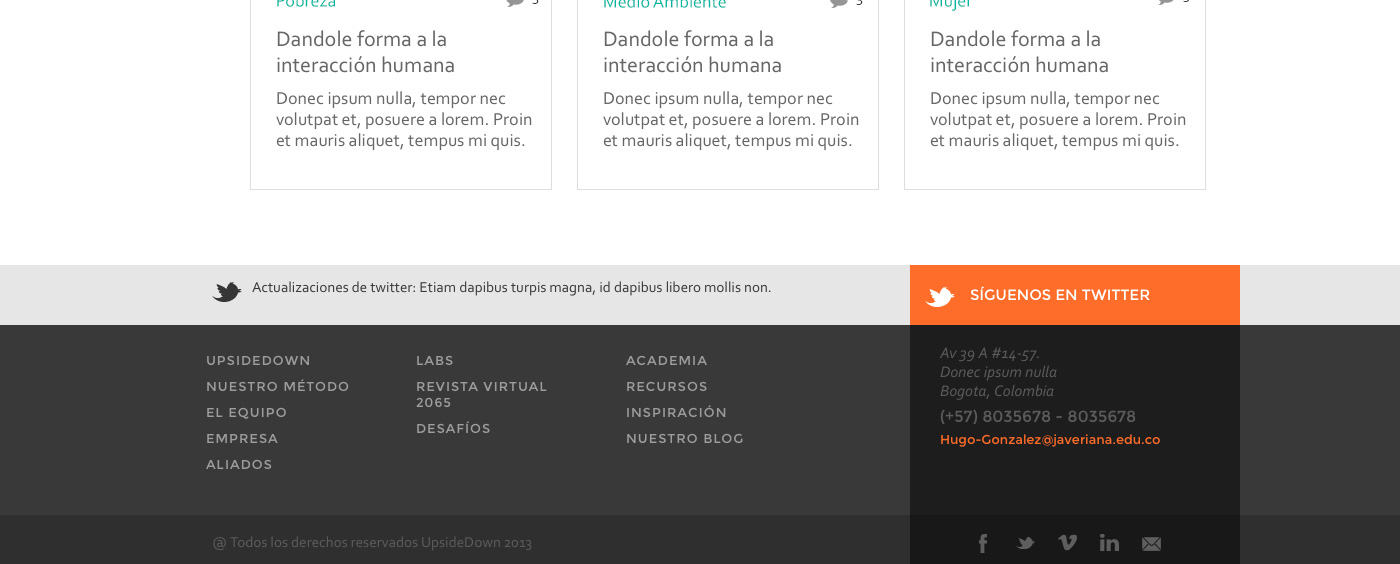 Pobreza
3
Dandole forma a la
interacción humana
Donec ipsum nulla, tempor nec
volutpat et, posuere a lorem. Proin
et mauris aliquet, tempus mi quis.
Medio Ambiente
3
Dandole forma a la
interacción humana
Donec ipsum nulla, tempor nec
volutpat et, posuere a lorem. Proin
et mauris aliquet, tempus mi quis.
Mujer
3
Dandole forma a la
interacción humana
Donec ipsum nulla, tempor nec
volutpat et, posuere a lorem. Proin
et mauris aliquet, tempus mi quis.
Actualizaciones de twitter: Etiam dapibus turpis magna, id dapibus libero mollis non.
SÍGUENOS EN TWITTER
UPSIDEDOWN
NUESTRO MÉTODO
EL EQUIPO
EMPRESA
ALIADOS
LABS
REVISTA VIRTUAL
2065
DESAFÍOS
ACADEMIA
RECURSOS
INSPIRACIÓN
NUESTRO BLOG
Av 39 A #14-57.
Donec ipsum nulla
Bogota, Colombia
(+57) 8035678 - 8035678
Hugo-Gonzalez@javeriana.edu.co
@ Todos los derechos reservados UpsideDown 2013